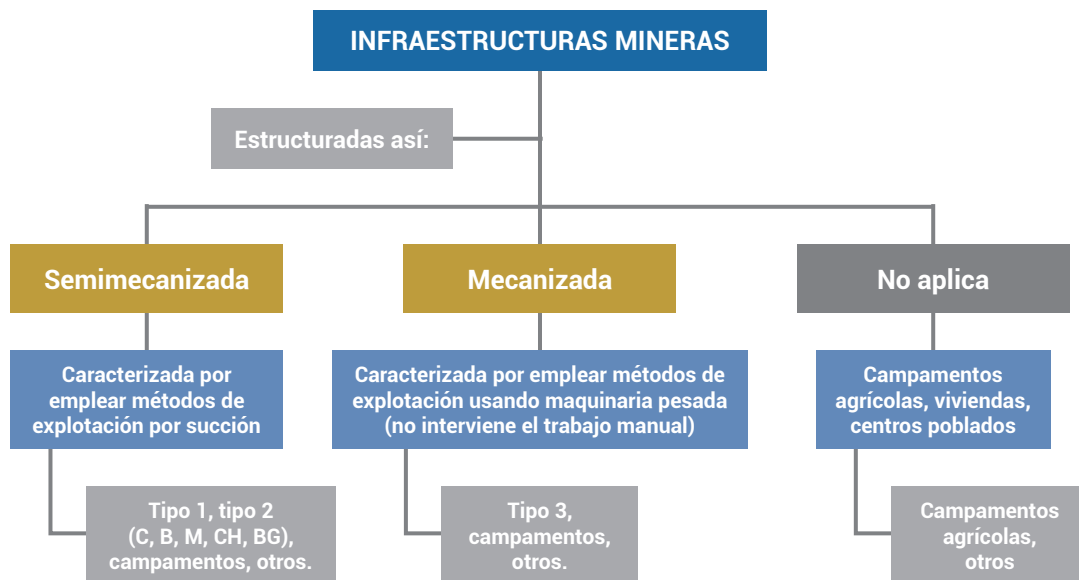 INFRAESTRUCTURAS MINERAS
Estructuradas así:
Semimecanizada
Mecanizada
No aplica
Caracterizada por
emplear métodos de
explotación por succión
Caracterizada por emplear métodos de
explotación usando maquinaria pesada
(no interviene el trabajo manual)
Campamentos
agrícolas, viviendas,
centros poblados
Tipo 1, tipo 2
(C, B, M, CH, BG),
campamentos, otros.
Tipo 3,
campamentos,
otros.
Campamentos
agrícolas,
otros